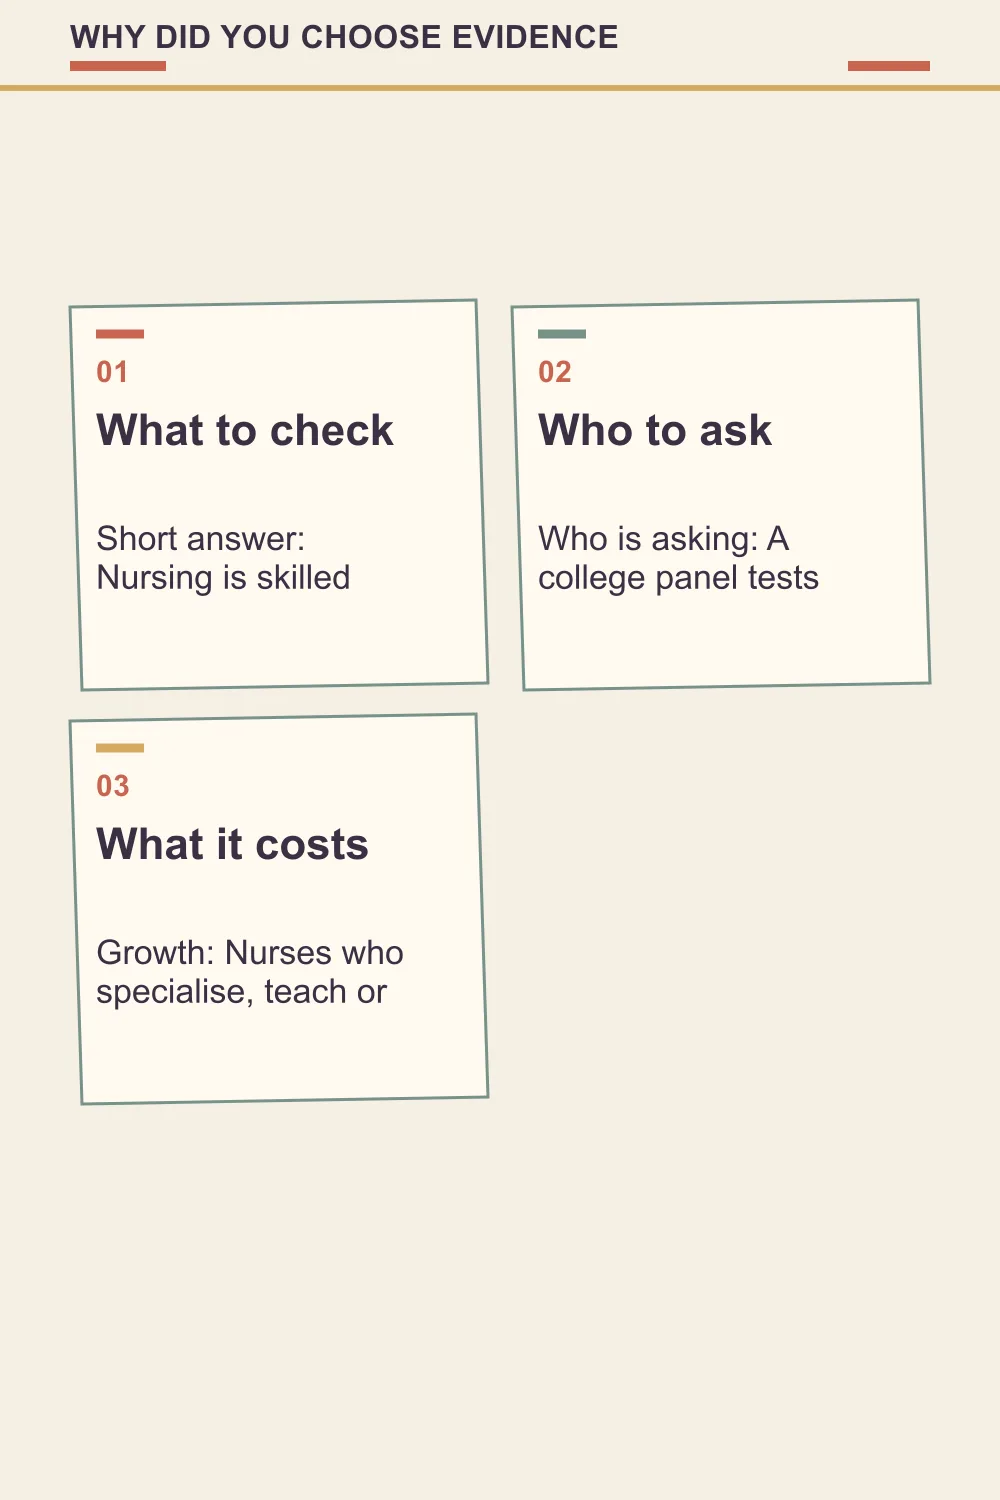 WHY DID YOU CHOOSE EVIDENCE
01
What to check
Short answer:
Nursing is skilled
02
Who to ask
Who is asking: A
college panel tests
03
What it costs
Growth: Nurses who
specialise, teach or